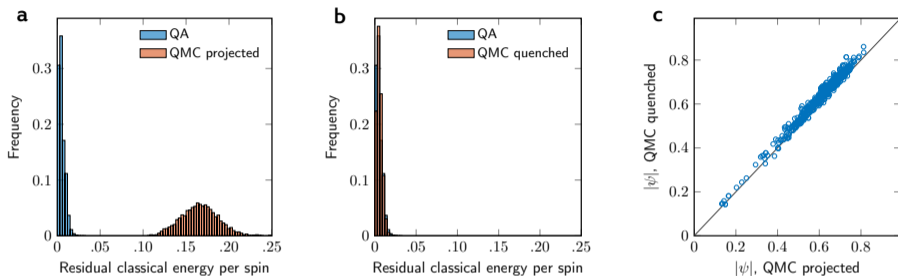 a
QA
QMC projected
Frequency
0.3
0.2
0.1
0
0
.05
.10
.15
.20
.25
Residual classical energy per spin
b
QA
QMC quenched
Frequency
0.3
0.2
0.1
0
0
.05
.10
.15
.20
.25
Residual classical energy per spin
c
|ψ|, QMC quenched
0.8
0.6
0.4
0.2
0
0
0.2
0.4
0.6
0.8
|ψ|, QMC projected